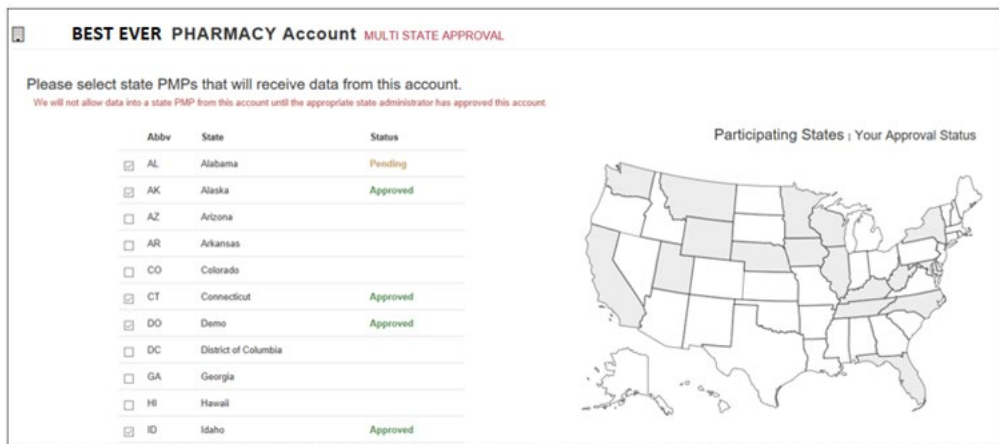 BEST EVER PHARMACY Account MULTI STATE APPROVAL
Please select state PMPs that will receive data from this account.
We will not allow data into a state PMP from this account until the appropriate state administrator has approved this account
Abbv State Status
AL Alabama Pending
AK Alaska Approved
AZ Arizona
AR Arkansas
CO Colorado
CT Connecticut Approved
DO Demo Approved
DC District of Columbia
GA Georgia
HI Hawaii
ID Idaho Approved
Participating States | Your Approval Status